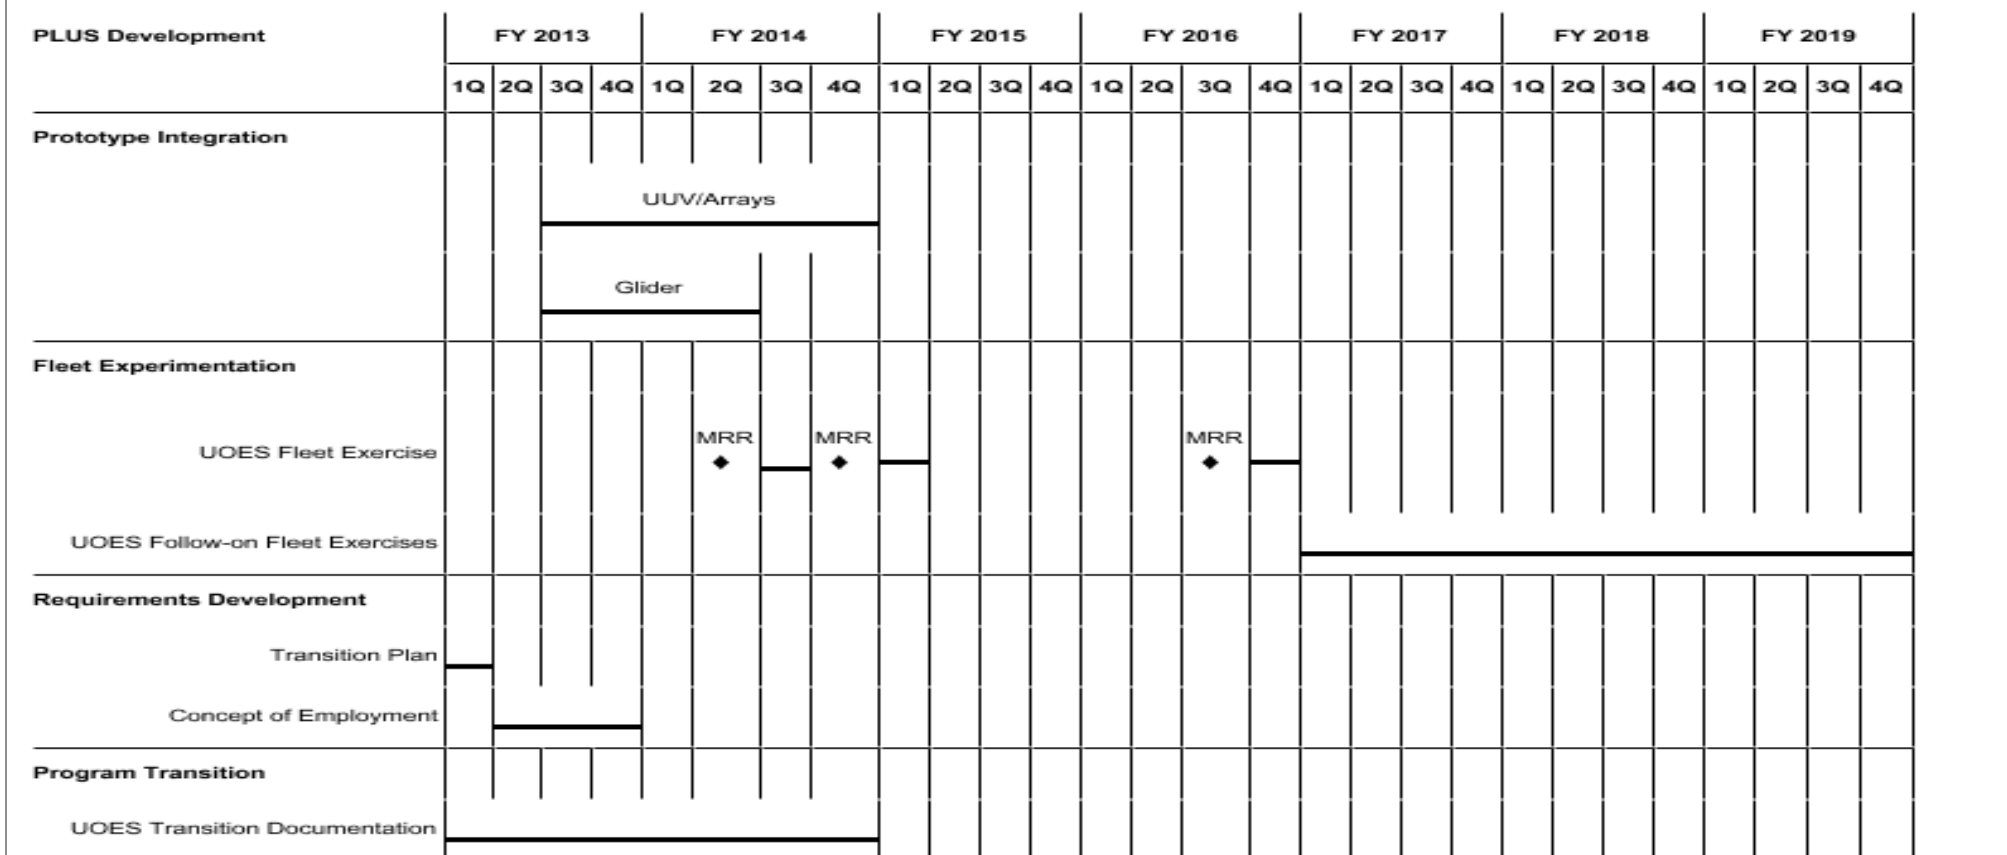 PLUS Development FY 2013 FY 2014 FY 2015 FY 2016 FY 2017 FY 2018 FY 2019
1Q 2Q 3Q 4Q 1Q 2Q 3Q 4Q 1Q 2Q 3Q 4Q 1Q 2Q 3Q 4Q 1Q 2Q 3Q 4Q 1Q 2Q 3Q 4Q 1Q 2Q 3Q 4Q
Prototype Integration
UUV/Arrays
Glider
Fleet Experimentation
MRR MRR MRR
UOES Fleet Exercise
UOES Follow-on Fleet Exercises
Requirements Development
Transition Plan
Concept of Employment
Program Transition
UOES Transition Documentation